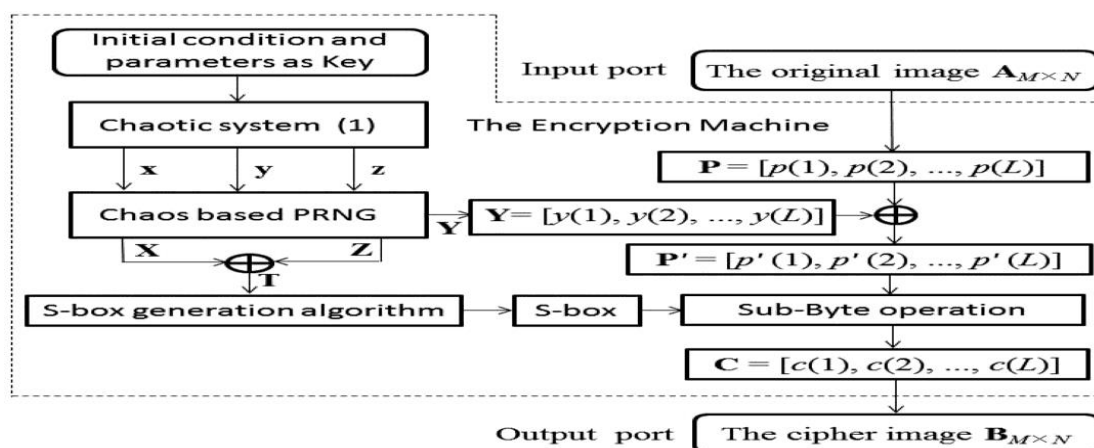 Initial condition and
parameters as Key
Input port
The original image A_{M×N}
Chaotic system (1)
The Encryption Machine
x y z
P = [p(1), p(2), ..., p(L)]
Chaos based PRNG
Y
Y= [y(1), y(2), ..., y(L)]
X Z
T
P' = [p' (1), p' (2), ..., p' (L)]
S-box generation algorithm
S-box
Sub-Byte operation
C = [c(1), c(2), ..., c(L)]
Output port
The cipher image B_{M×N}